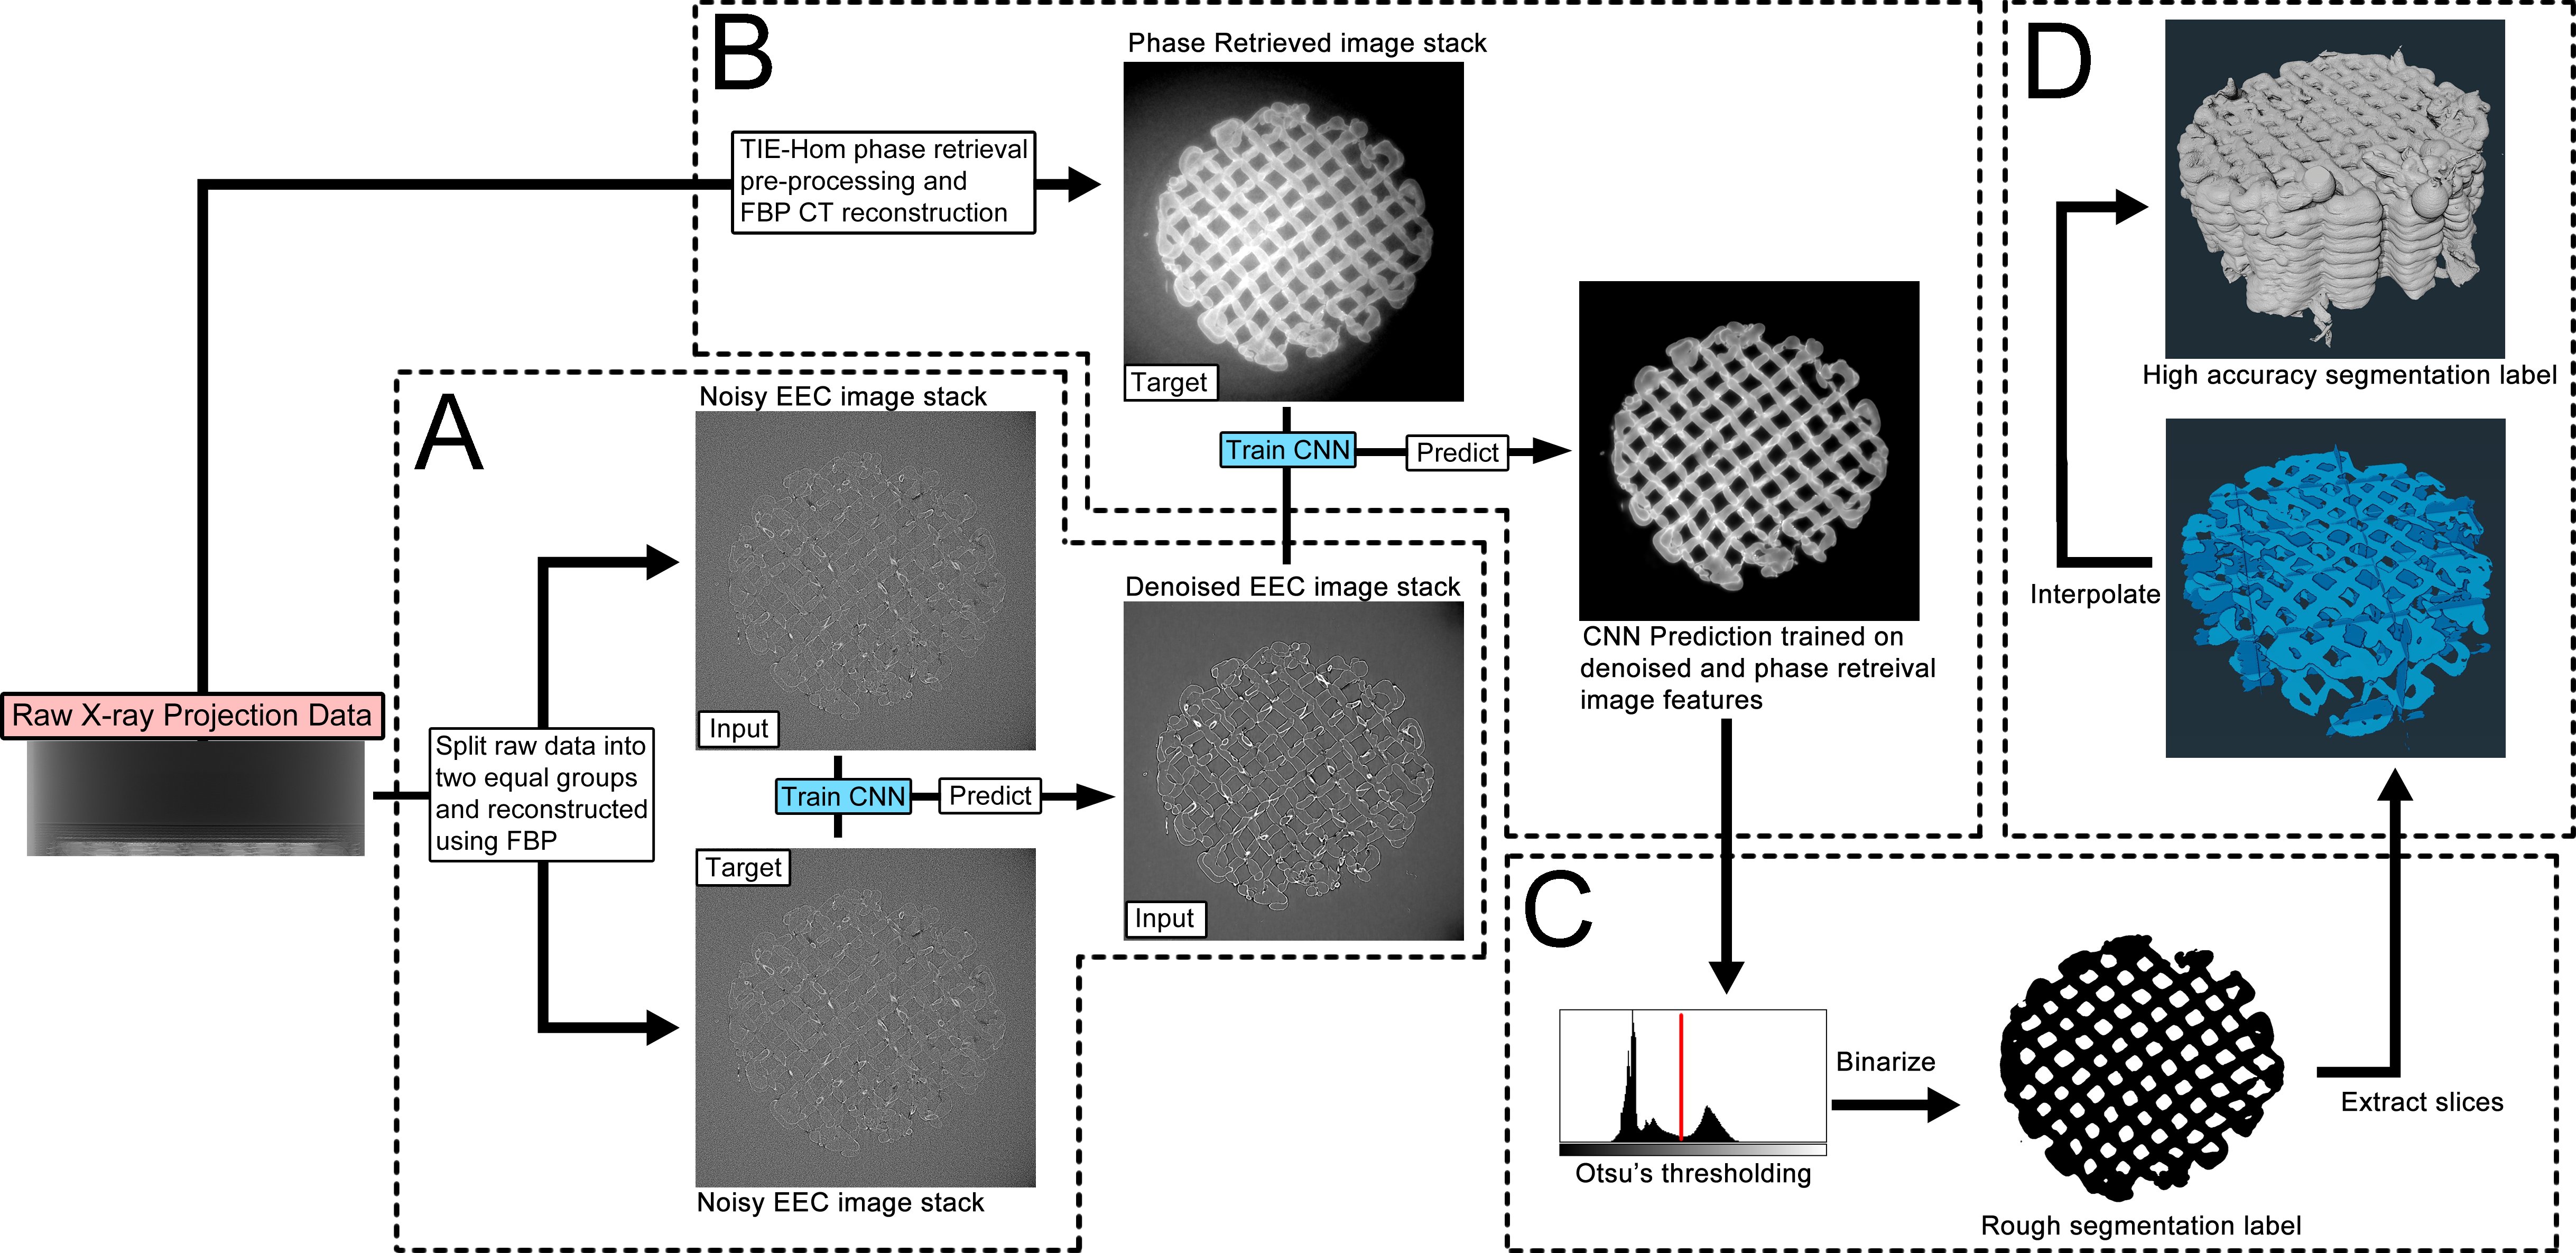 Raw X-ray Projection Data
A
Split raw data into
two equal groups
and reconstructed
using FBP
Noisy EEC image stack
Input
Train CNN
Predict
Target
Noisy EEC image stack
Denoised EEC image stack
Input
B
TIE-Hom phase retrieval
pre-processing and
FBP CT reconstruction
Phase Retrieved image stack
Target
Train CNN
Predict
CNN Prediction trained on
denoised and phase retreival
image features
C
Otsu's thresholding
Binarize
Rough segmentation label
Extract slices
D
Interpolate
High accuracy segmentation label